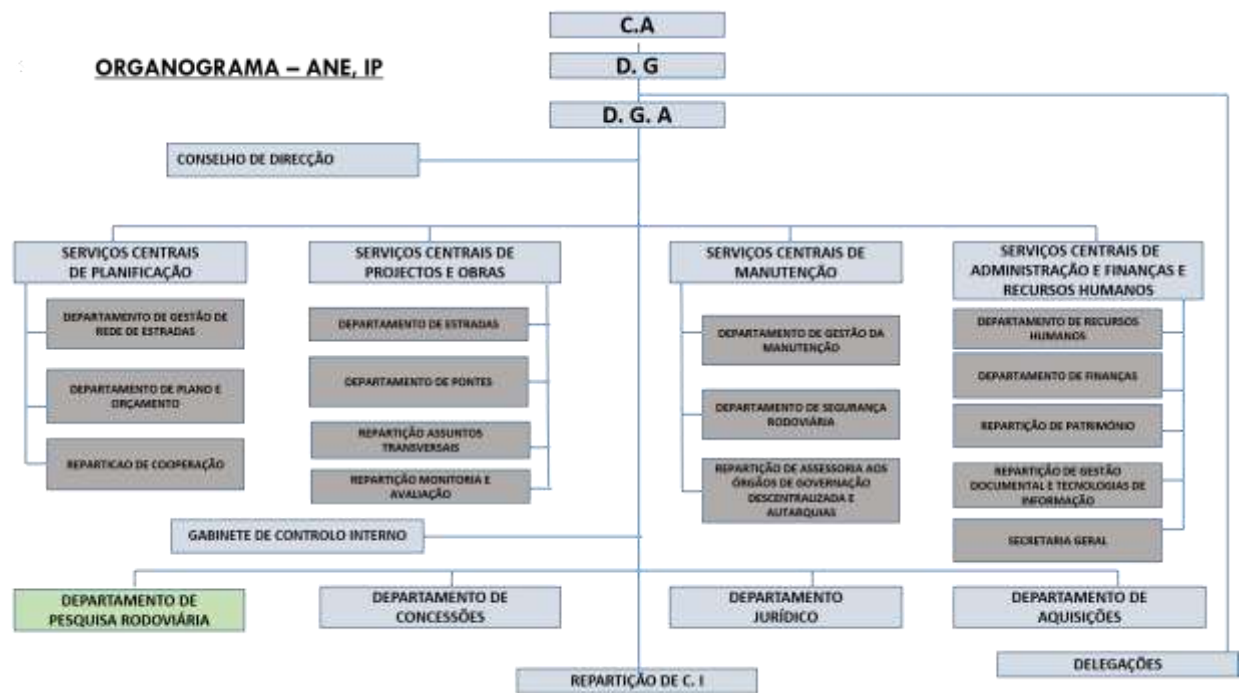 C.A
ORGANOGRAMA – ANE, IP
D. G
D. G. A
CONSELHO DE DIRECÇÃO
SERVIÇOS CENTRAIS
DE PLANIFICAÇÃO
DEPARTAMENTO DE GESTÃO DE
REDE DE ESTRADAS
DEPARTAMENTO DE PLANO E
ORÇAMENTO
REPARTICAO DE COOPERAÇÃO
SERVIÇOS CENTRAIS DE
PROJECTOS E OBRAS
DEPARTAMENTO DE ESTRADAS
DEPARTAMENTO DE PONTES
REPARTIÇÃO ASSUNTOS
TRANSVERSAIS
REPARTIÇÃO MONITORIA E
AVALIAÇÃO
SERVIÇOS CENTRAIS DE
MANUTENÇÃO
DEPARTAMENTO DE GESTÃO DA
MANUTENÇÃO
DEPARTAMENTO DE SEGURANÇA
RODOVIÁRIA
REPARTIÇÃO DE ASSESSORIA AOS
ÓRGÃOS DE GOVERNAÇÃO
DESCENTRALIZADA E
AUTARQUIAS
SERVIÇOS CENTRAIS DE
ADMINISTRAÇÃO E FINANÇAS E
RECURSOS HUMANOS
DEPARTAMENTO DE RECURSOS
HUMANOS
DEPARTAMENTO DE FINANÇAS
REPARTIÇÃO DE PATRIMÓNIO
REPARTIÇÃO DE GESTÃO
DOCUMENTAL E TECNOLOGIAS DE
INFORMAÇÃO
SECRETARIA GERAL
GABINETE DE CONTROLO INTERNO
DEPARTAMENTO DE
PESQUISA RODOVIÁRIA
DEPARTAMENTO DE
CONCESSÕES
DEPARTAMENTO
JURÍDICO
DEPARTAMENTO DE
AQUISIÇÕES
DELEGAÇÕES
REPARTIÇÃO DE C. I